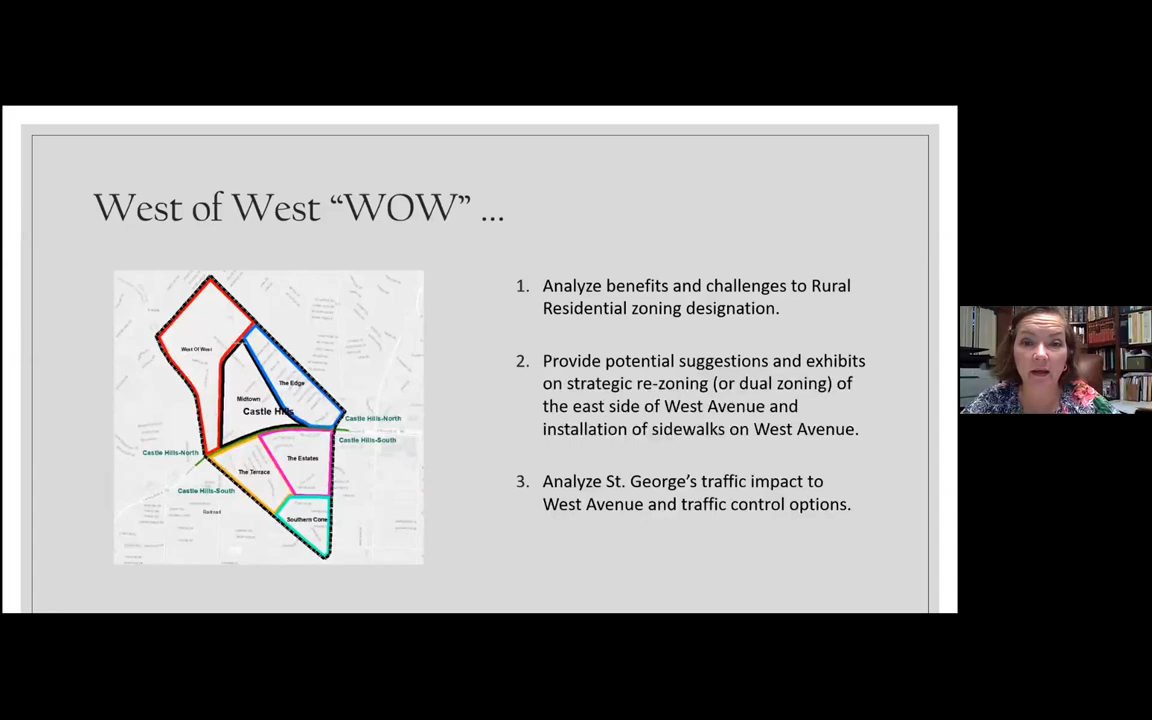 West of West “WOW” ...
West Of West
The Edge
Midtown
Castle Hills
Castle Hills-North
Castle Hills-South
The Estates
Castle Hills-North
The Terrace
Castle Hills-South
Railroad
Southern Cone
1. Analyze benefits and challenges to Rural
Residential zoning designation.
2. Provide potential suggestions and exhibits
on strategic re-zoning (or dual zoning) of
the east side of West Avenue and
installation of sidewalks on West Avenue.
3. Analyze St. George’s traffic impact to
West Avenue and traffic control options.